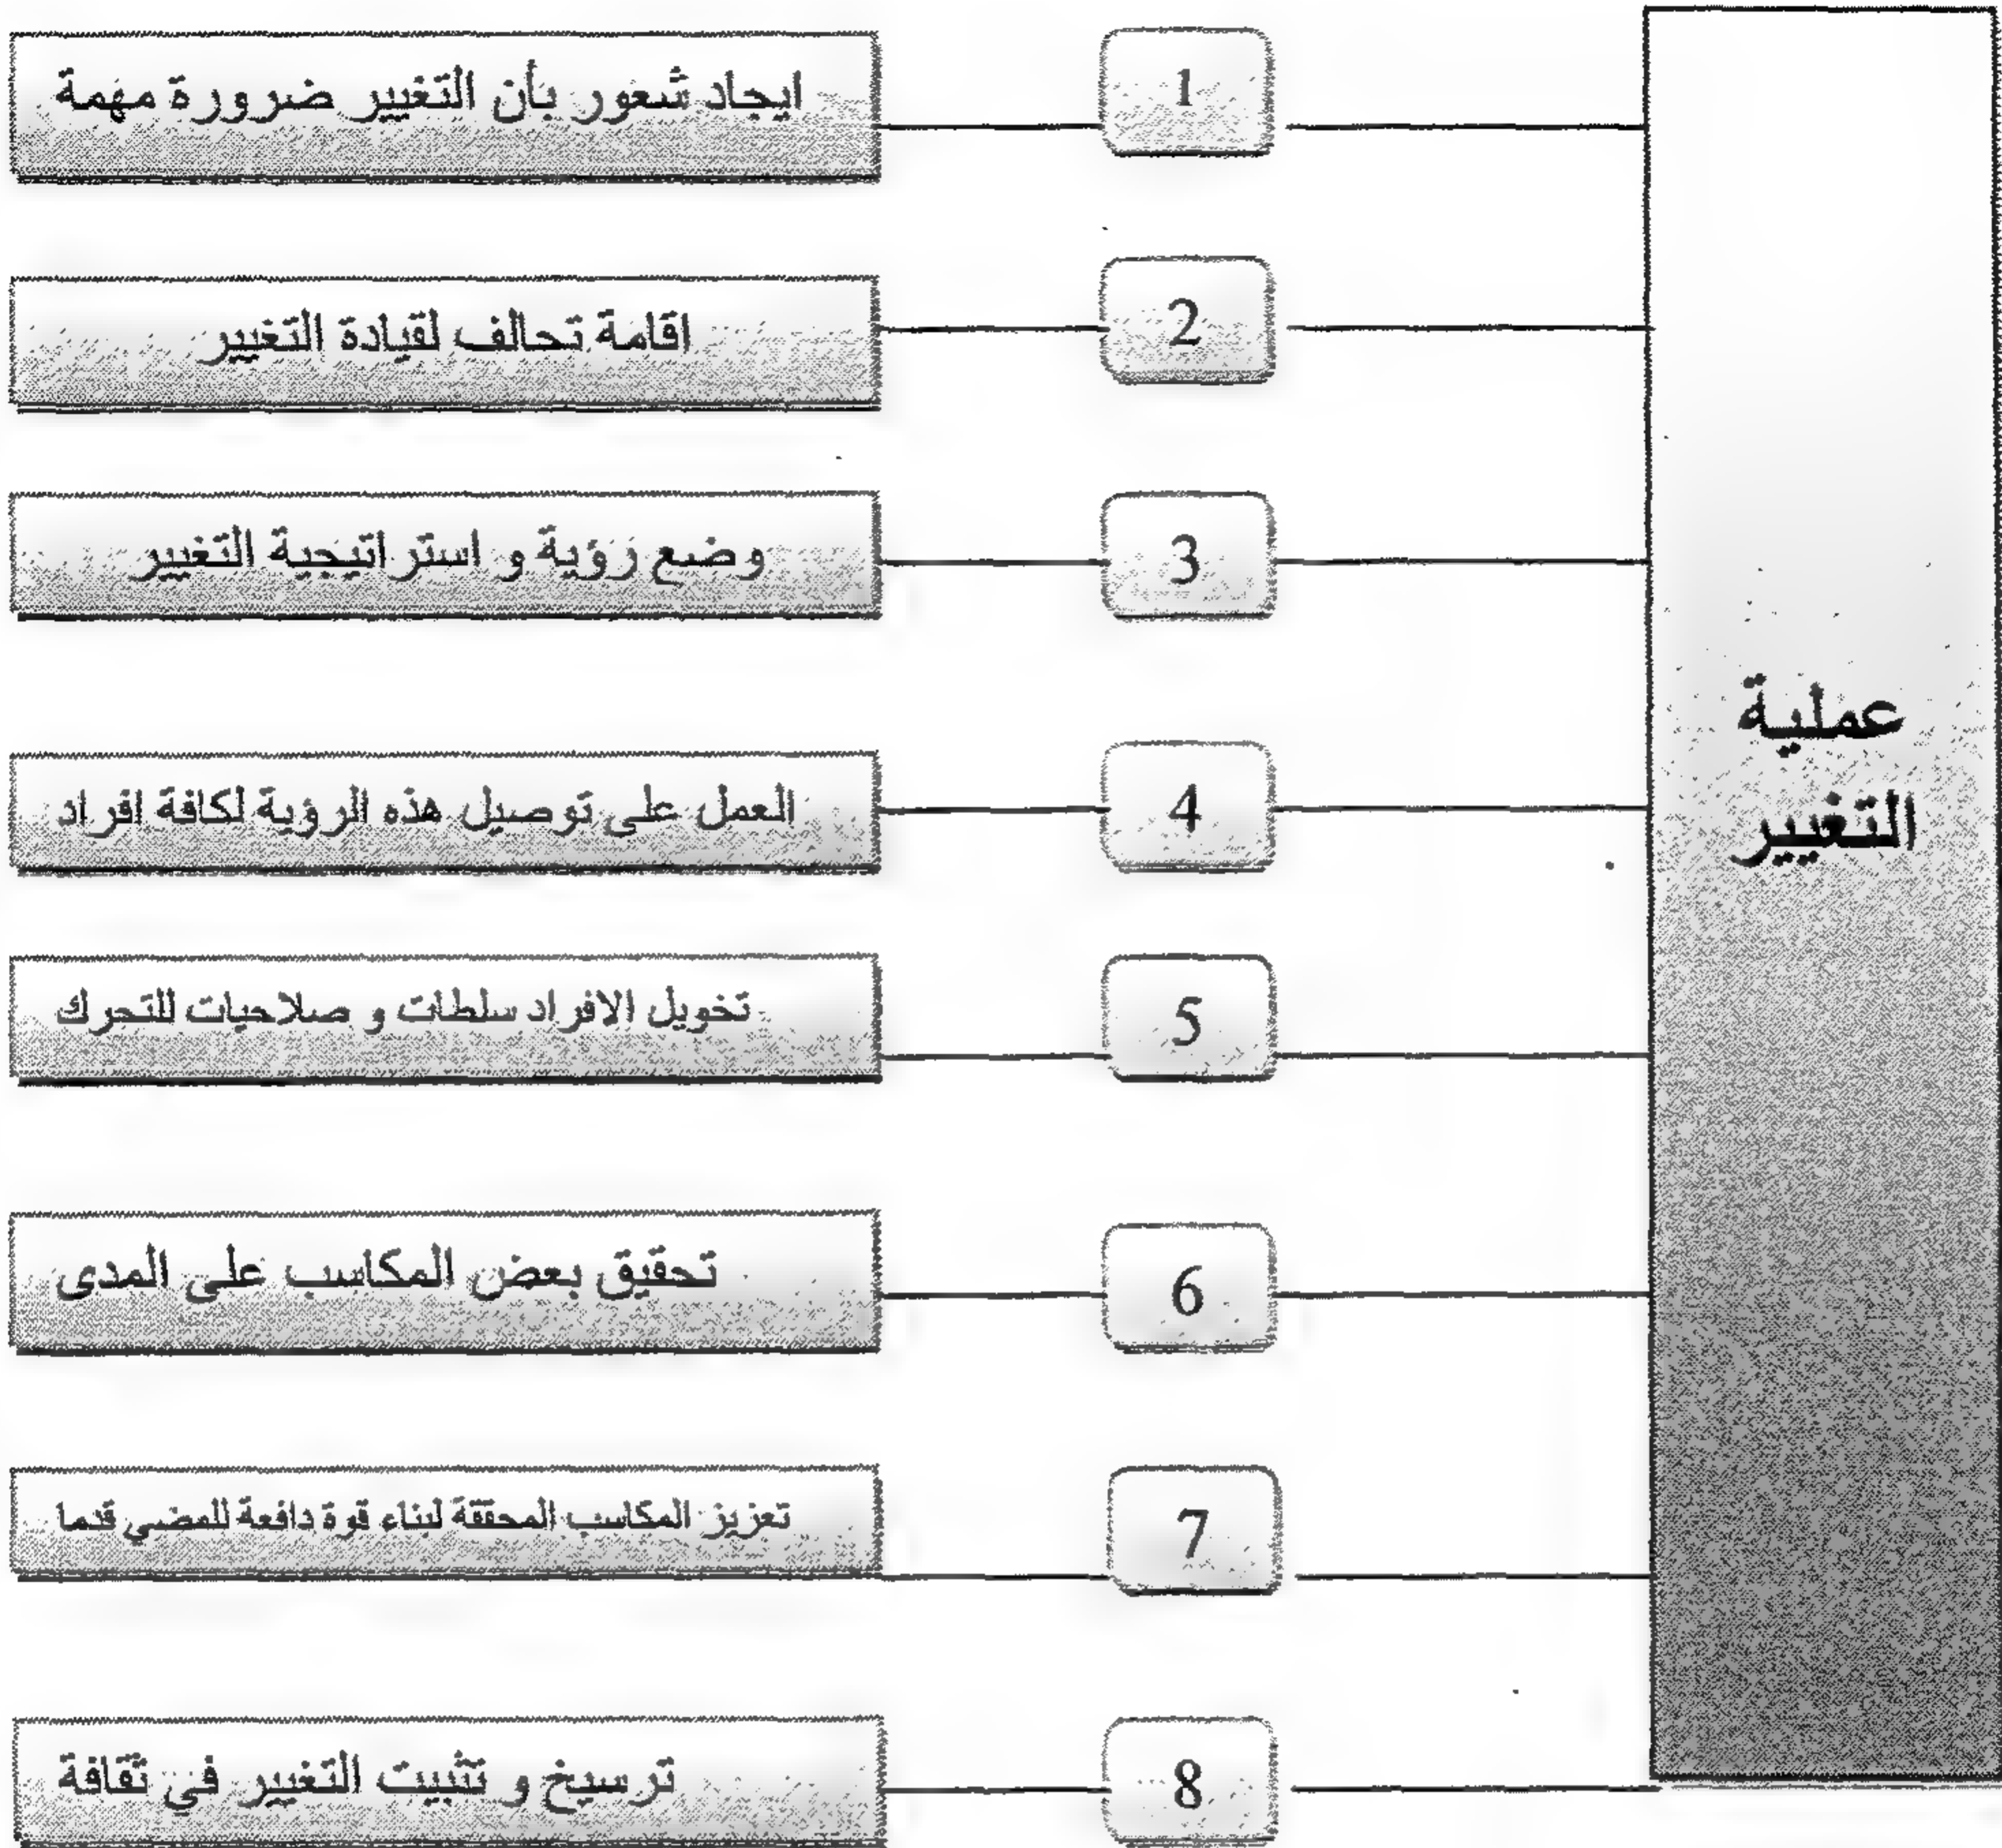 عملية
التغيير
1
ايجاد شعور بأن التغيير ضرورة مهمة
2
اقامة تحالف لقيادة التغيير
3
وضع رؤية و استراتيجية التغيير
4
العمل على توصيل هذه الرؤية لكافة افراد
5
تخويل الافراد سلطات و صلاحيات للتحرك
6
تحقيق بعض المكاسب على المدى
7
تعزيز المكاسب المحققة لبناء قوة دافعة للمضي قدما
8
ترسيخ و تثبيت التغيير في ثقافة